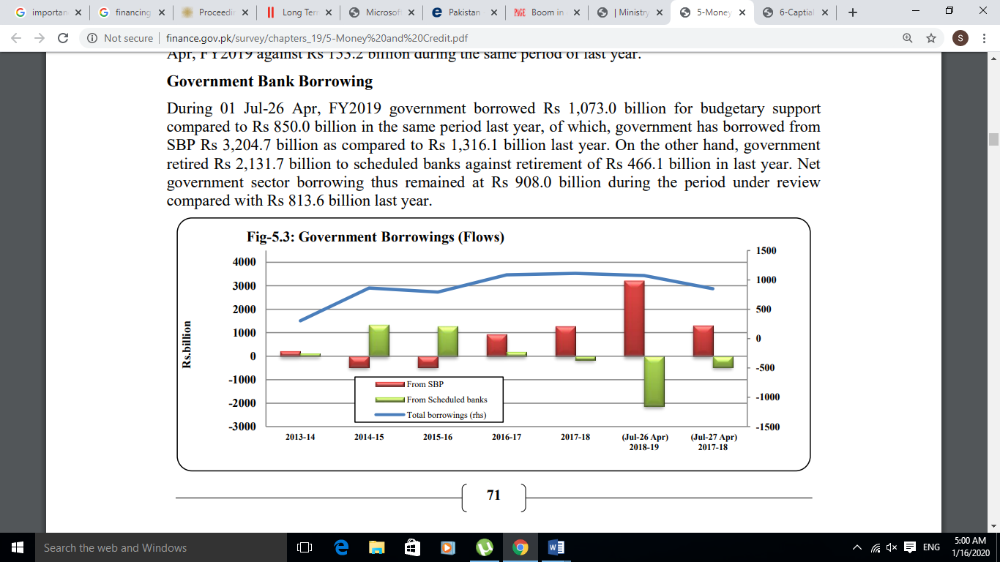 importan
financing
Proceedi
Long Ter
Microsof
Pakistan
PAGE Boom in
| Ministry
5-Money
6-Captial
Not secure | finance.gov.pk/survey/chapters_19/5-Money%20and%20Credit.pdf
S
Apr, FY2019 against Rs 153.2 billion during the same period of last year.
Government Bank Borrowing
During 01 Jul-26 Apr, FY2019 government borrowed Rs 1,073.0 billion for budgetary support
compared to Rs 850.0 billion in the same period last year, of which, government has borrowed from
SBP Rs 3,204.7 billion as compared to Rs 1,316.1 billion last year. On the other hand, government
retired Rs 2,131.7 billion to scheduled banks against retirement of Rs 466.1 billion in last year. Net
government sector borrowing thus remained at Rs 908.0 billion during the period under review
compared with Rs 813.6 billion last year.
Fig-5.3: Government Borrowings (Flows)
Rs.billion
4000
3000
2000
1000
0
-1000
-2000
-3000
1500
1000
500
0
-500
-1000
-1500
From SBP
From Scheduled banks
Total borrowings (rhs)
2013-14
2014-15
2015-16
2016-17
2017-18
(Jul-26 Apr)
2018-19
(Jul-27 Apr)
2017-18
71
Search the web and Windows
ENG
5:00 AM
1/16/2020